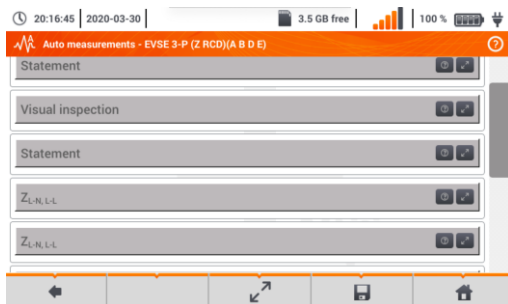 20:16:45 2020-03-30 3.5 GB free 100 %
Auto measurements - EVSE 3-P (Z RCD)(A B D E)
Statement
Visual inspection
Statement
ZL-N, L-L
ZL-N, L-L